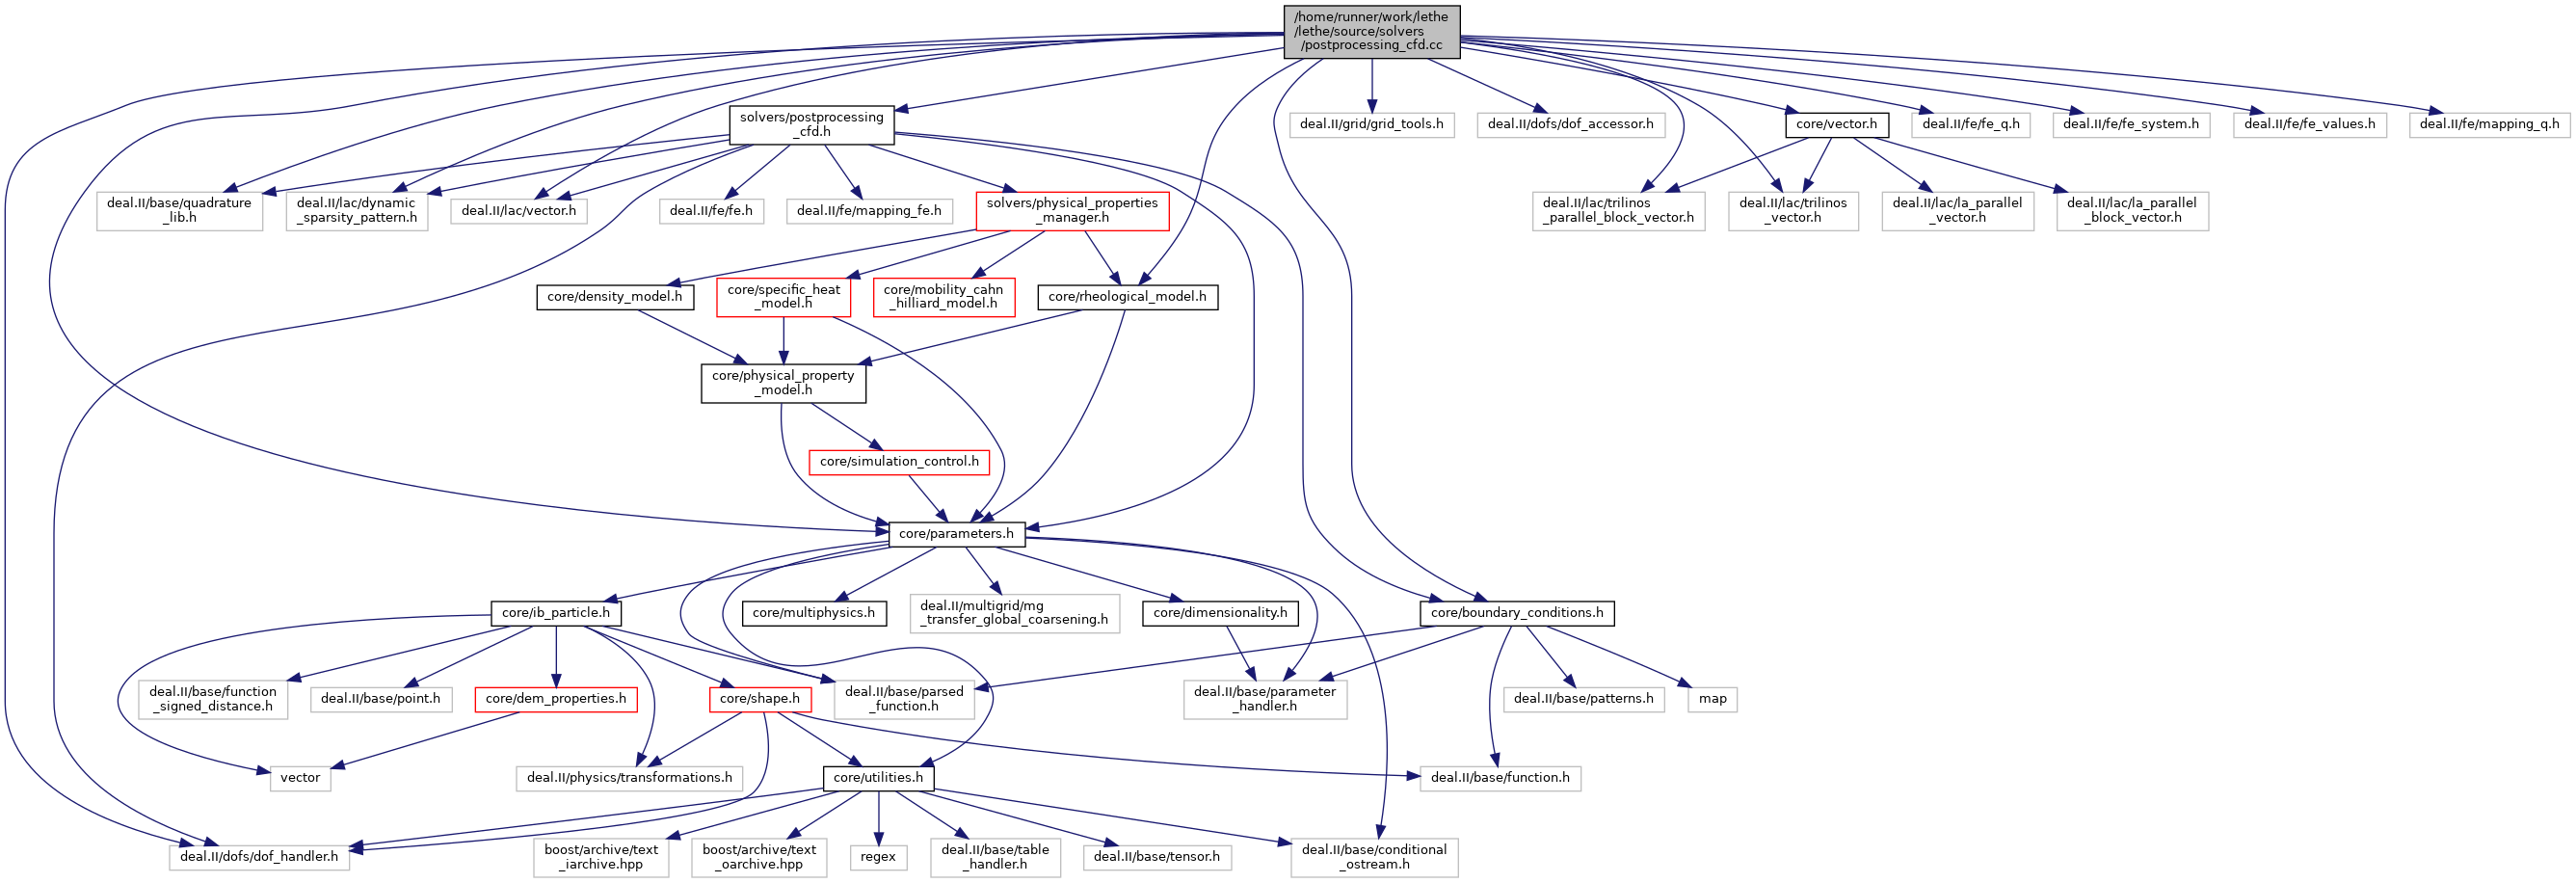 /home/runner/work/lethe
/lethe/source/solvers
/postprocessing_cfd.cc
solvers/postprocessing
_cfd.h
deal.II/grid/grid_tools.h
deal.II/dofs/dof_accessor.h
core/vector.h
deal.II/fe/fe_q.h
deal.II/fe/fe_system.h
deal.II/fe/fe_values.h
deal.II/fe/mapping_q.h
deal.II/base/quadrature
_lib.h
deal.II/lac/dynamic
_sparsity_pattern.h
deal.II/lac/vector.h
deal.II/fe/fe.h
deal.II/fe/mapping_fe.h
solvers/physical_properties
_manager.h
deal.II/lac/trilinos
_parallel_block_vector.h
deal.II/lac/trilinos
_vector.h
deal.II/lac/la_parallel
_vector.h
deal.II/lac/la_parallel
_block_vector.h
core/density_model.h
core/specific_heat
_model.h
core/mobility_cahn
_hilliard_model.h
core/rheological_model.h
core/physical_property
_model.h
core/simulation_control.h
core/parameters.h
core/ib_particle.h
core/multiphysics.h
deal.II/multigrid/mg
_transfer_global_coarsening.h
core/dimensionality.h
core/boundary_conditions.h
deal.II/base/function
_signed_distance.h
deal.II/base/point.h
core/dem_properties.h
core/shape.h
deal.II/base/parsed
_function.h
deal.II/base/parameter
_handler.h
deal.II/base/patterns.h
map
vector
deal.II/physics/transformations.h
core/utilities.h
deal.II/base/function.h
deal.II/dofs/dof_handler.h
boost/archive/text
_iarchive.hpp
boost/archive/text
_oarchive.hpp
regex
deal.II/base/table
_handler.h
deal.II/base/tensor.h
deal.II/base/conditional
_ostream.h